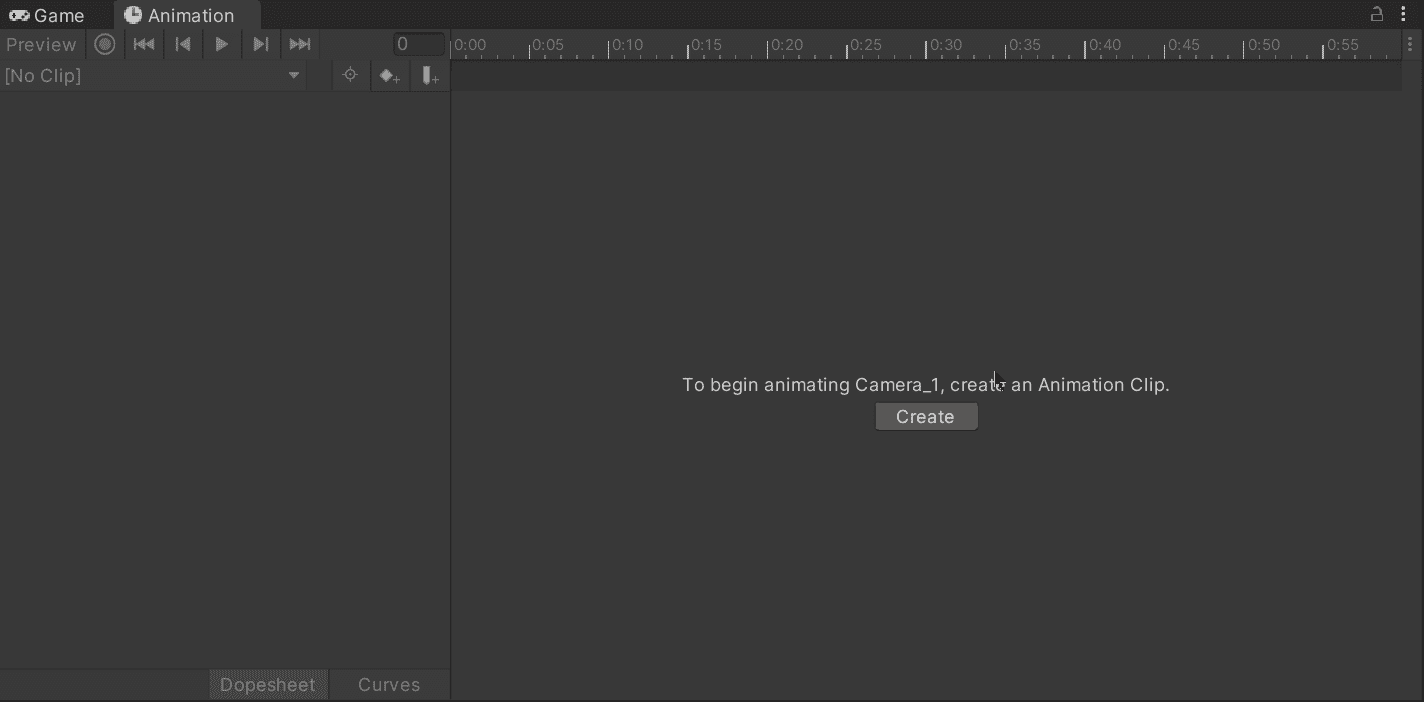 Game Animation
Preview 0 0:00 0:05 0:10 0:15 0:20 0:25 0:30 0:35 0:40 0:45 0:50 0:55
[No Clip]
To begin animating Camera_1, create an Animation Clip.
Create
Dopesheet Curves